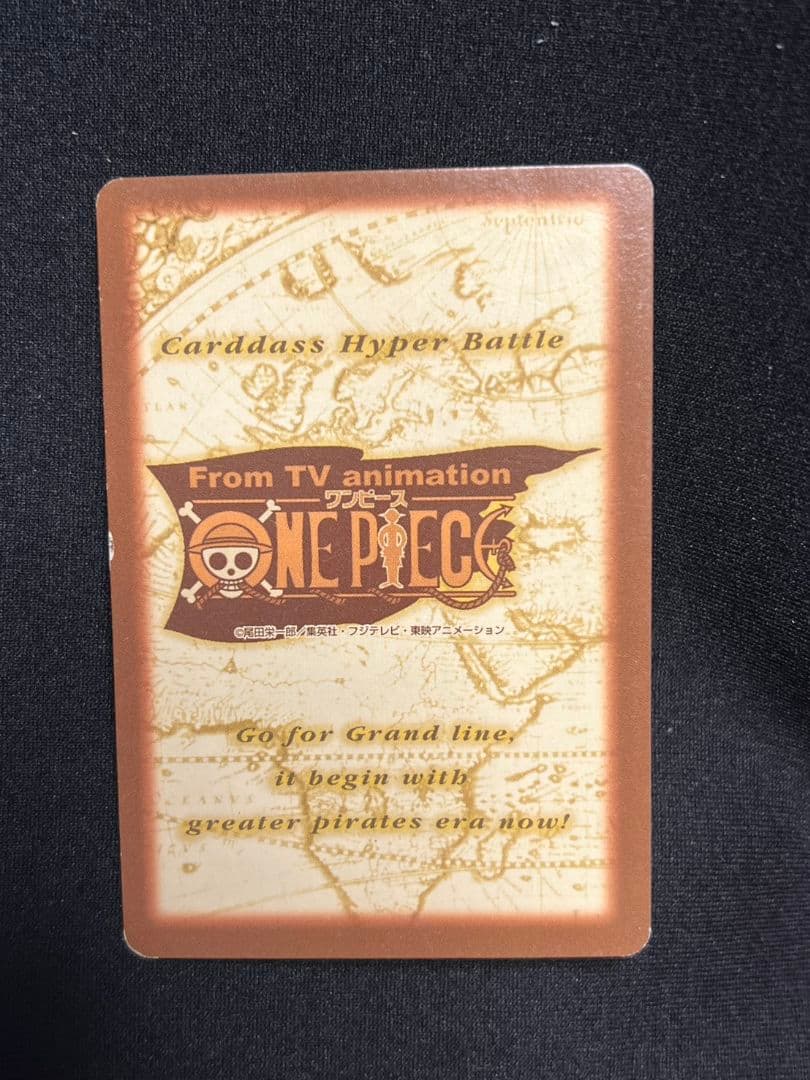 Septentrio
Carddass Hyper Battle
From TV animation
ワンピース
ONE PIECE
©尾田栄一郎／集英社・フジテレビ・東映アニメーション
Go for Grand line,
it begin with
greater pirates era now!